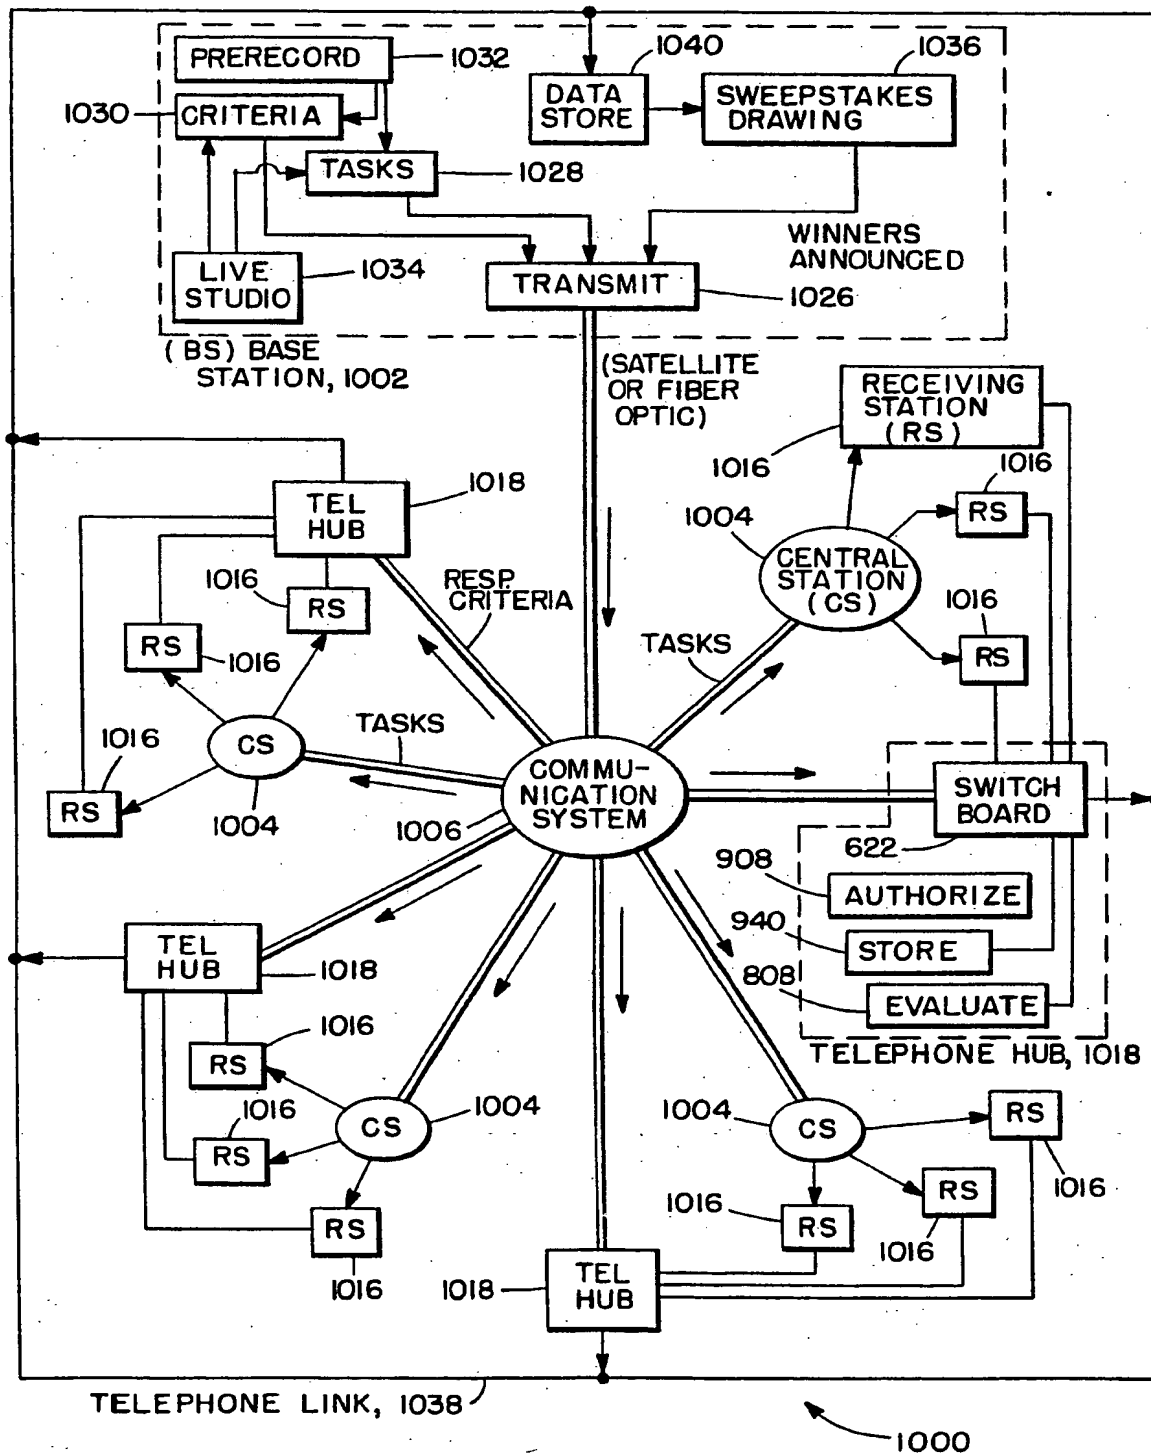 PRERECORD
1032
1040
1036
1030
CRITERIA
DATA
STORE
SWEEPSTAKES
DRAWING
TASKS
1028
WINNERS
ANNOUNCED
LIVE
STUDIO
1034
TRANSMIT
1026
(BS) BASE
STATION, 1002
(SATELLITE
OR FIBER
OPTIC)
RECEIVING
STATION
(RS)
1016
1016
RS
1018
TEL
HUB
1004
CENTRAL
STATION
(CS)
RESP.
CRITERIA
1016
RS
1016
RS
RS
1016
TASKS
TASKS
CS
1004
1016
RS
COMMU-
NICATION
SYSTEM
1006
SWITCH
BOARD
622
908
AUTHORIZE
940
STORE
808
EVALUATE
TELEPHONE HUB, 1018
TEL
HUB
1018
1016
RS
1016
RS
CS
1004
RS
1016
1004
CS
RS
1016
RS
1016
1016
RS
1018
TEL
HUB
TELEPHONE LINK, 1038
1000